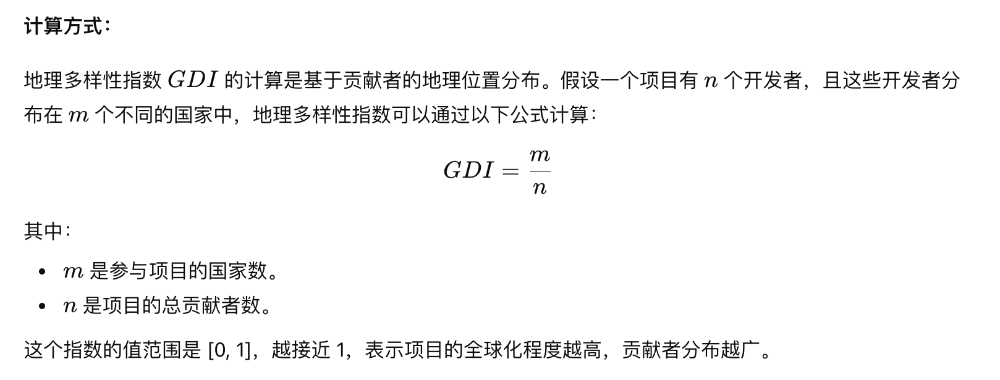 计算方式：
地理多样性指数 GDI 的计算是基于贡献者的地理位置分布。假设一个项目有 n 个开发者，且这些开发者分
布在 m 个不同的国家中，地理多样性指数可以通过以下公式计算：
GDI = m/n
其中：
• m 是参与项目的国家数。
• n 是项目的总贡献者数。
这个指数的值范围是 [0, 1]，越接近 1，表示项目的全球化程度越高，贡献者分布越广。